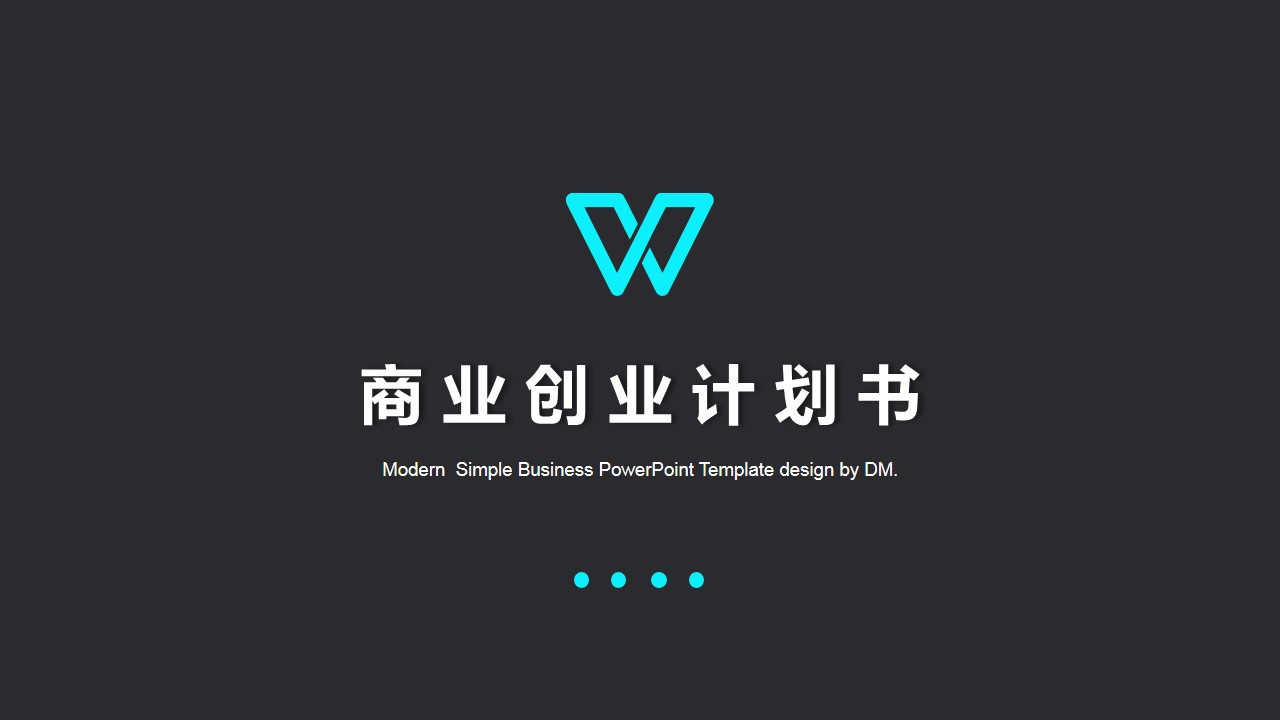 商业创业计划书
Modern  Simple Business PowerPoint Template design by DM.